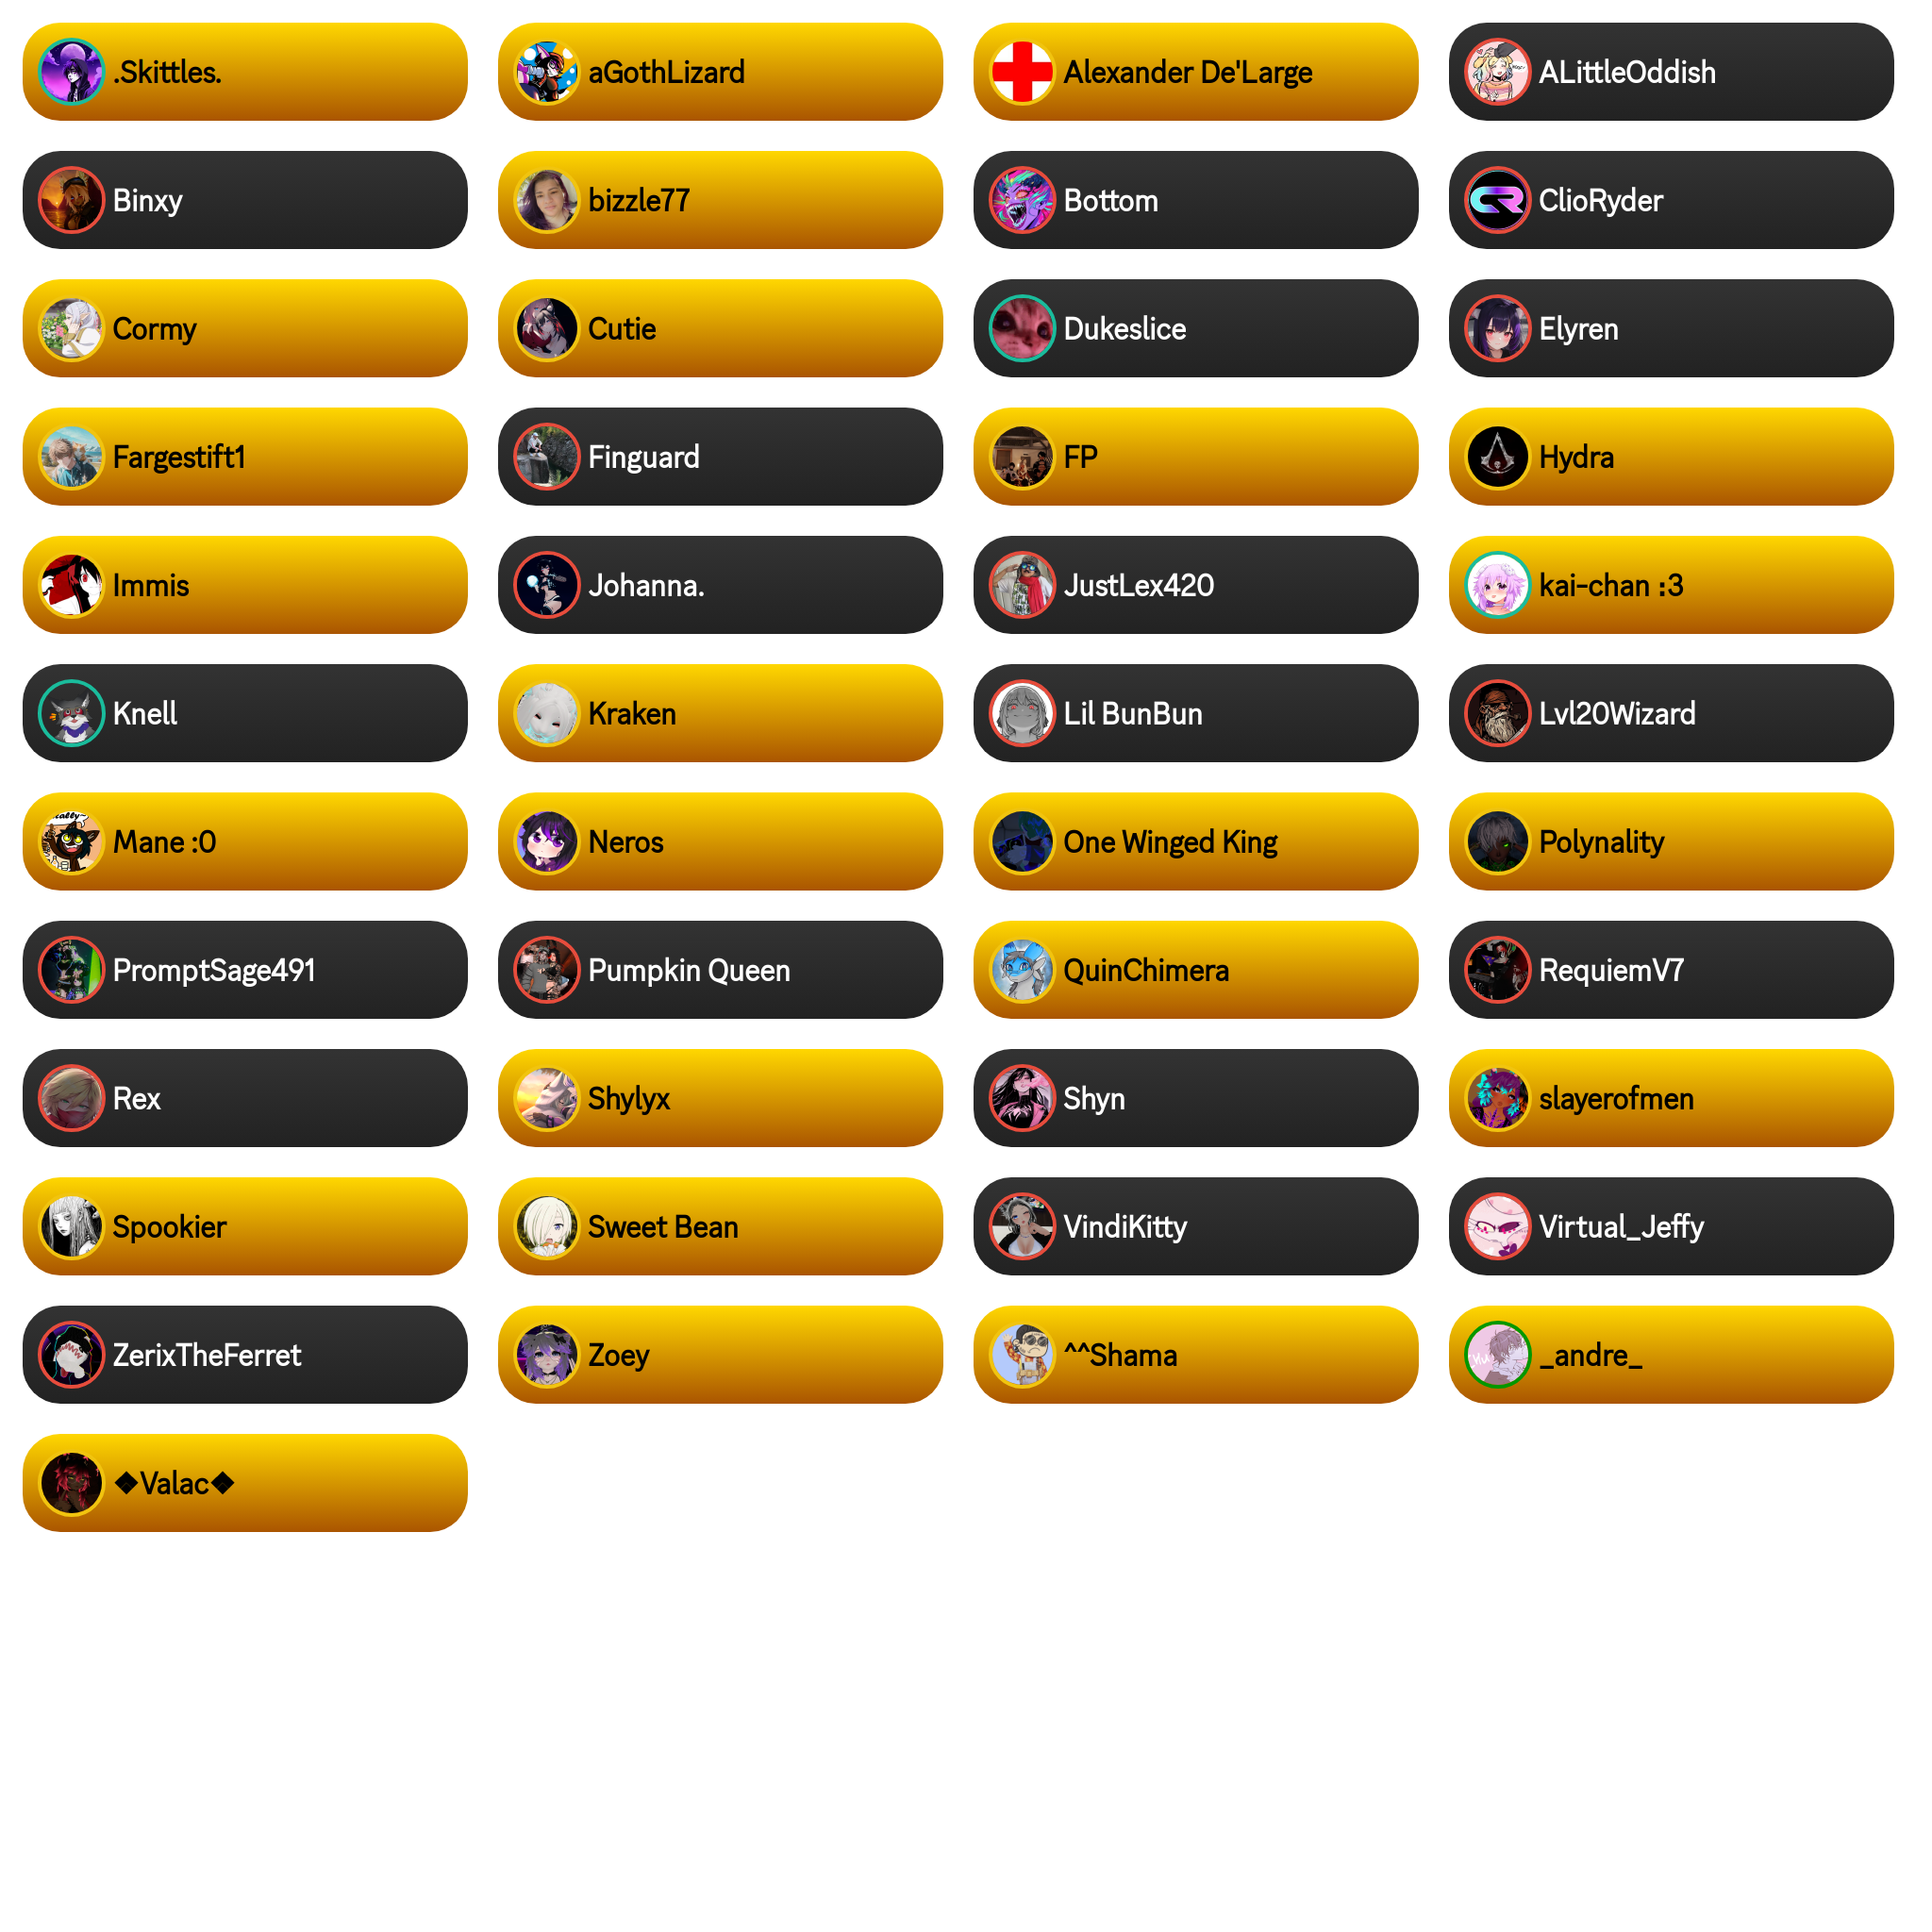 .Skittles.
aGothLizard
Alexander De'Large
ALittleOddish
Binxy
bizzle77
Bottom
ClioRyder
Cormy
Cutie
Dukeslice
Elyren
Fargestift1
Finguard
FP
Hydra
Immis
Johanna.
JustLex420
kai-chan :3
Knell
Kraken
Lil BunBun
Lvl20Wizard
Mane :0
Neros
One Winged King
Polynality
PromptSage491
Pumpkin Queen
QuinChimera
RequiemV7
Rex
Shylyx
Shyn
slayerofmen
Spookier
Sweet Bean
VindiKitty
Virtual_Jeffy
ZerixTheFerret
Zoey
^^Shama
_andre_
❖Valac❖